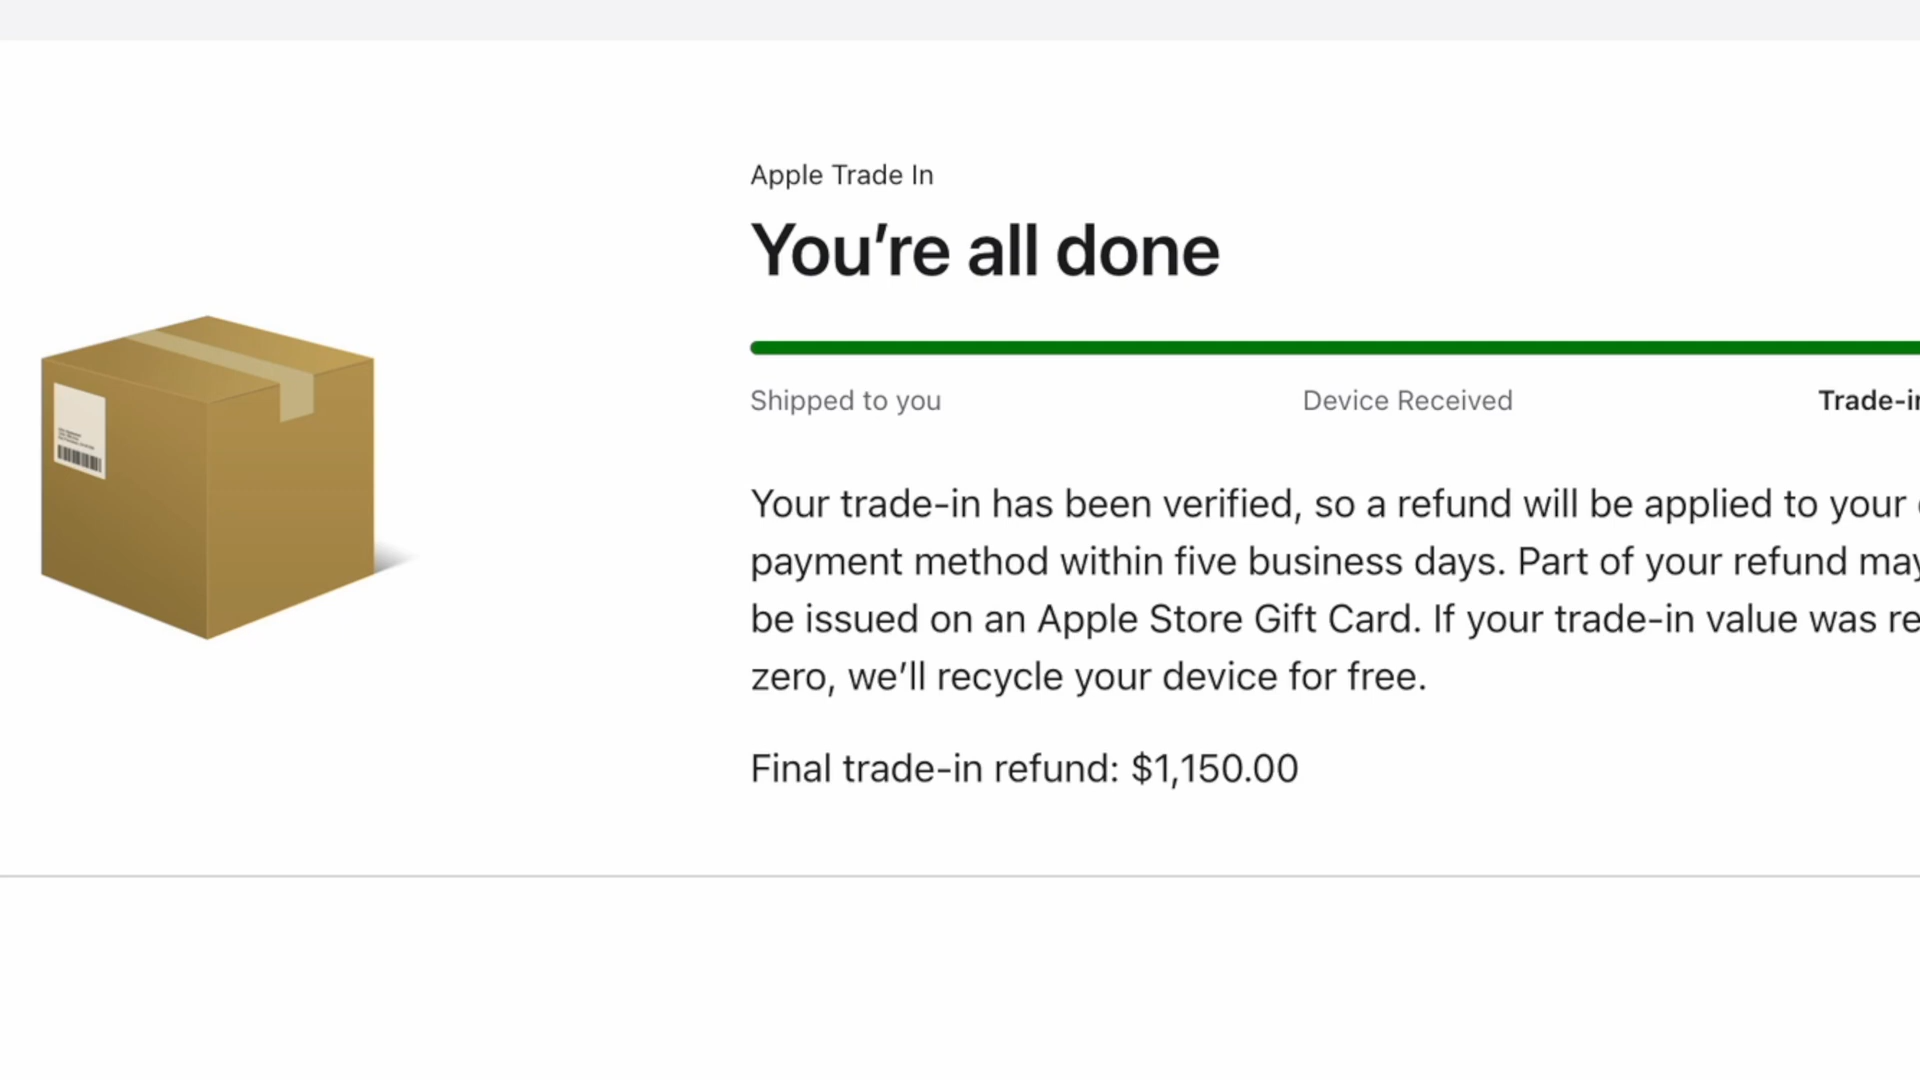 Apple Trade In
You’re all done
Shipped to you
Device Received
Trade-i
Your trade-in has been verified, so a refund will be applied to your
payment method within five business days. Part of your refund may
be issued on an Apple Store Gift Card. If your trade-in value was re
zero, we’ll recycle your device for free.
Final trade-in refund: $1,150.00